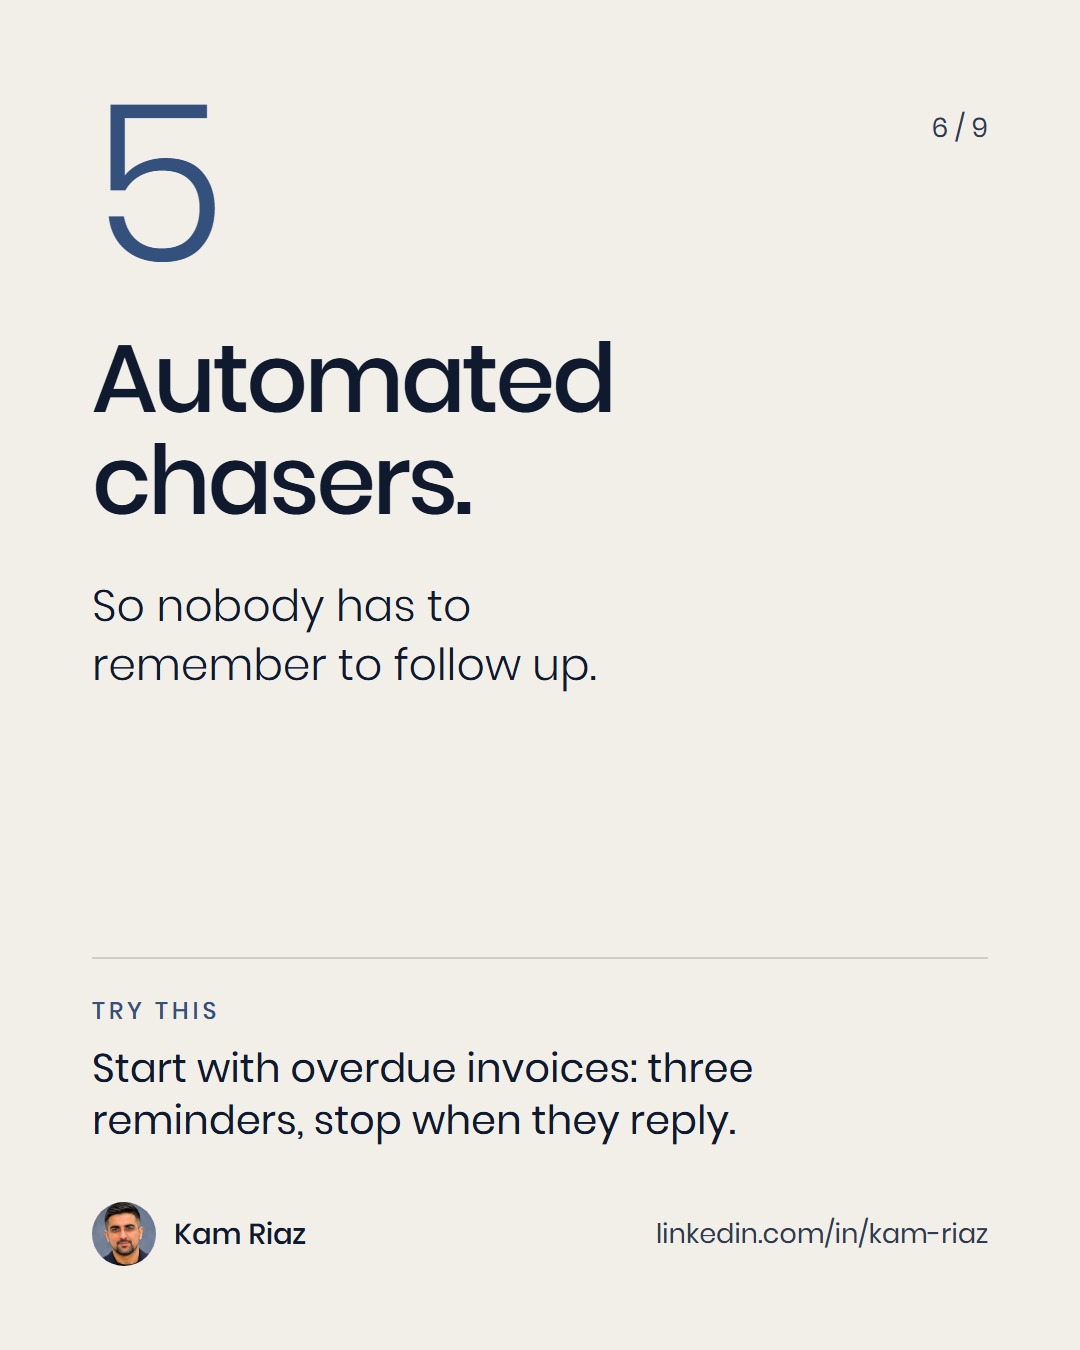 5
6 / 9
Automated
chasers.
So nobody has to
remember to follow up.
TRY THIS
Start with overdue invoices: three
reminders, stop when they reply.
Kam Riaz
linkedin.com/in/kam-riaz